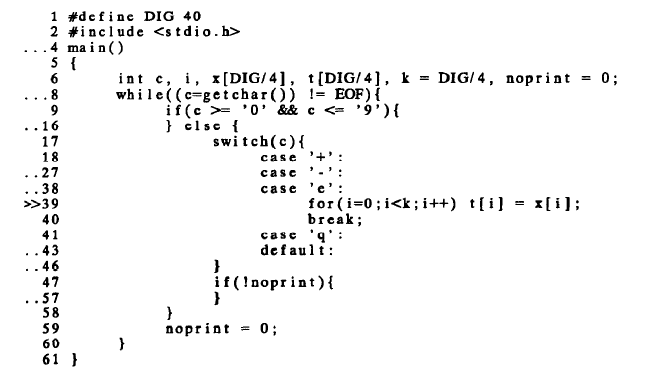 1 #define DIG 40
2 #include <stdio.h>
...4 main()
5 {
6 int c, i, x[DIG/4], t[DIG/4], k = DIG/4, noprint = 0;
...8 while((c=getchar()) != EOF){
9 if(c >= '0' && c <= '9'){
..16 } else {
17 switch(c){
18 case '+':
..27 case '-':
..38 case 'e':
>>39 for(i=0;i<k;i++) t[i] = x[i];
40 break;
41 case 'q':
..43 default:
..46 }
47 if(!noprint){
..57 }
58 }
59 noprint = 0;
60 }
61 }